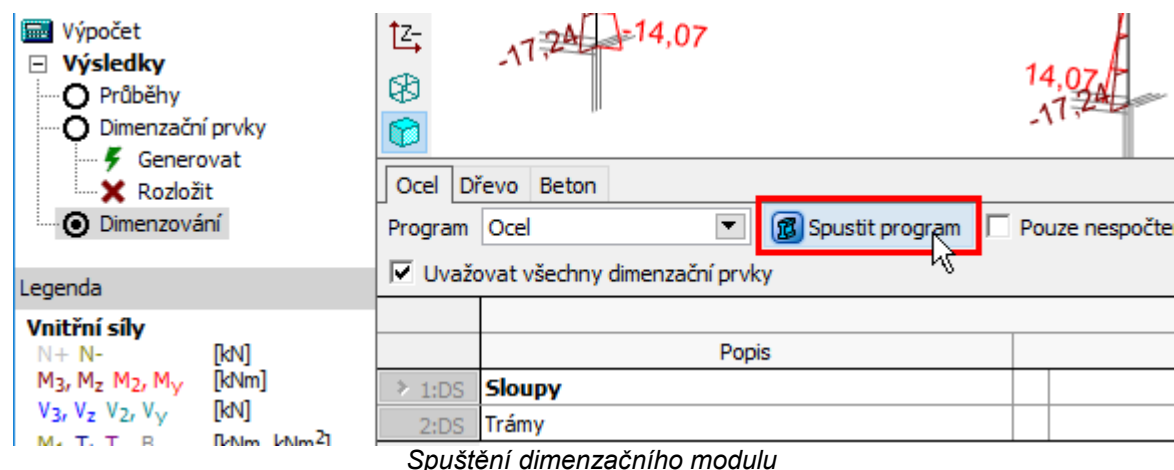 Výpočet
Výsledky
Průběhy
Dimenzační prvky
Generovat
Rozložit
Dimenzování
Legenda
Vnitřní síly
N+ N- [kN]
M3, Mz M2, My [kNm]
V3, Vz V2, Vy [kN]
[kNm, kNm2]
Z-
-17,24 -14,07
14,07
-17,24
Ocel Dřevo Beton
Program Ocel Spustit program Pouze nespočte
Uvažovat všechny dimenzační prvky
Popis
1:DS Sloupy
2:DS Trámy
Spuštění dimenzačního modulu